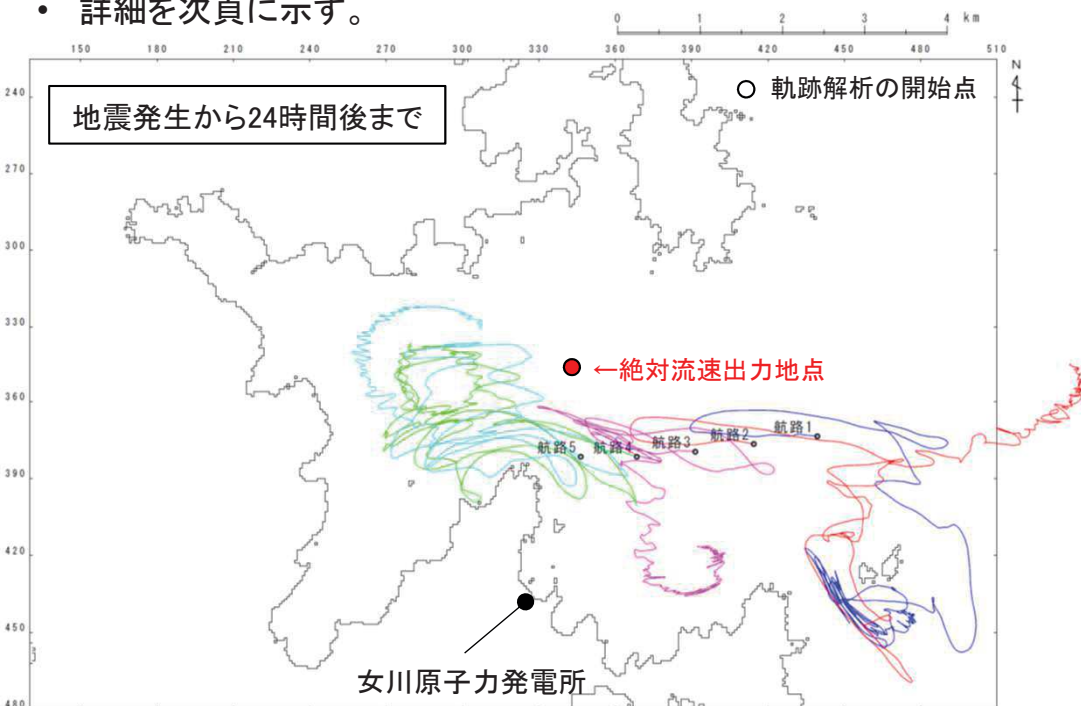 • 詳細を次頁に示す。
0 1 2 3 4 km
150 180 210 240 270 300 330 360 390 420 450 480 510
N
240
○ 軌跡解析の開始点
地震発生から24時間後まで
270
300
330
←絶対流速出力地点
360
航路5 航路4 航路3 航路2 航路1
390
420
450
女川原子力発電所
480